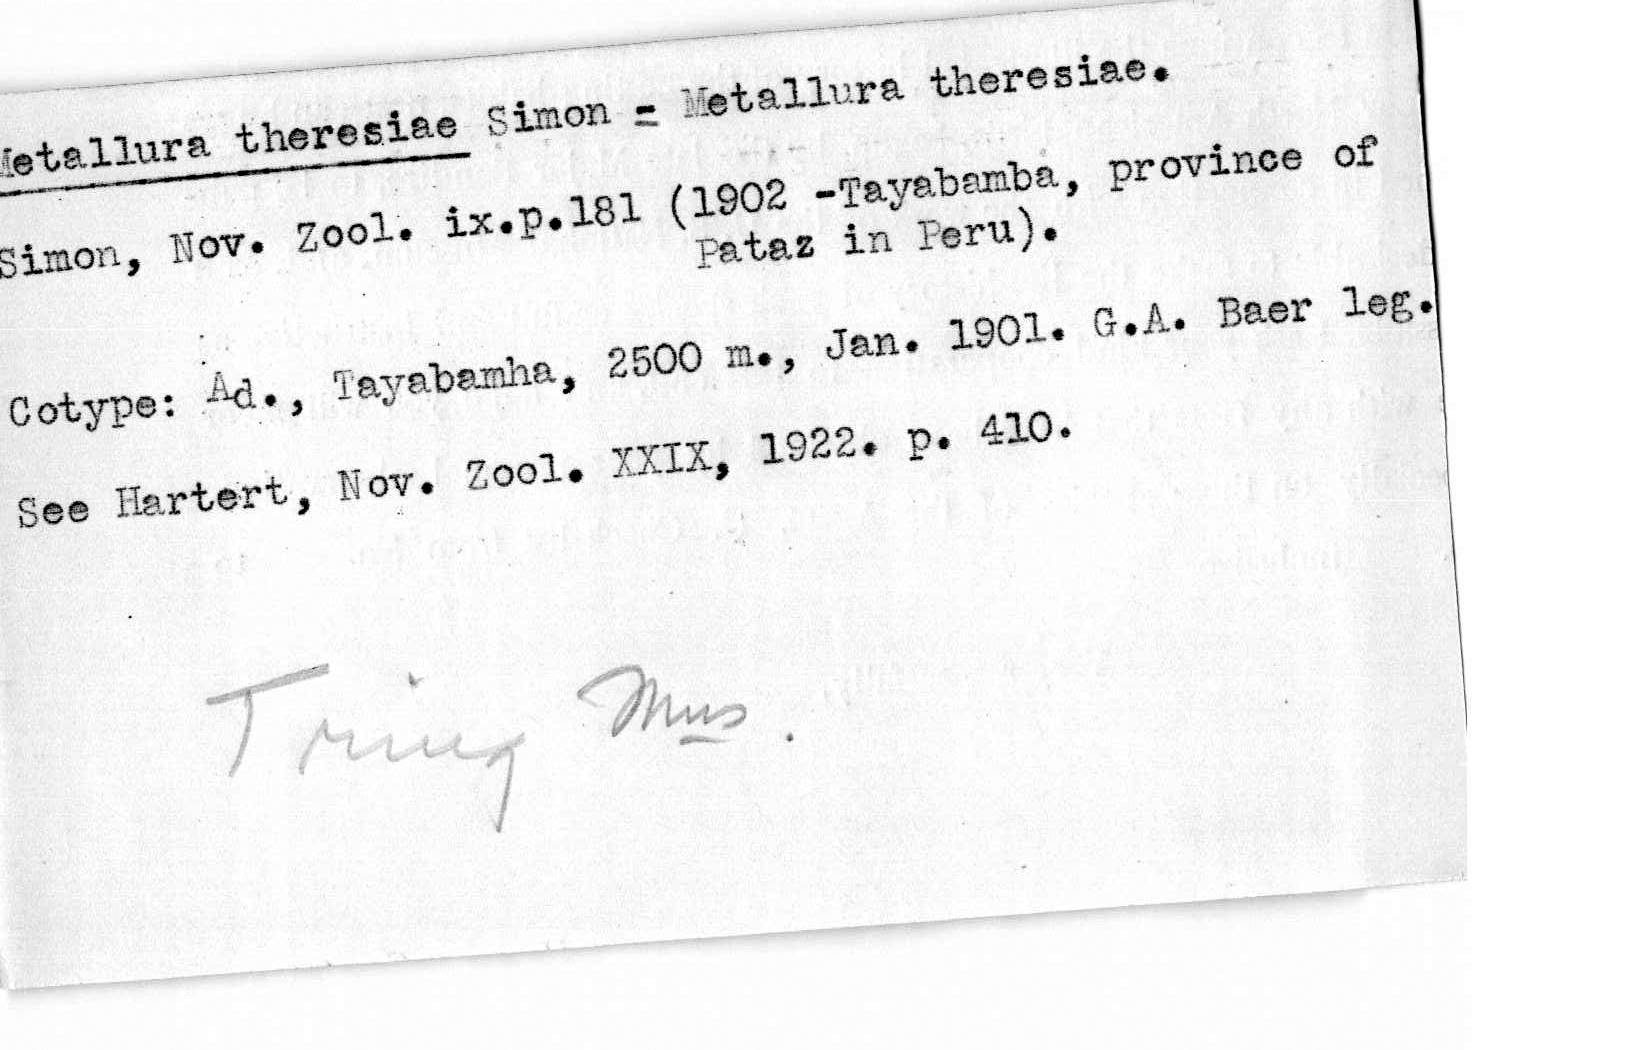 Metallura theresiae Simon = Metallura theresiae.
Simon, Nov. Zool. ix.p.181 (1902 -Tayabamba, province of
Pataz in Peru).
Cotype: Ad., Tayabamha, 2500 m., Jan. 1901. G.A. Baer leg.
See Hartert, Nov. Zool. XXIX, 1922. p. 410.
Tring Mus.